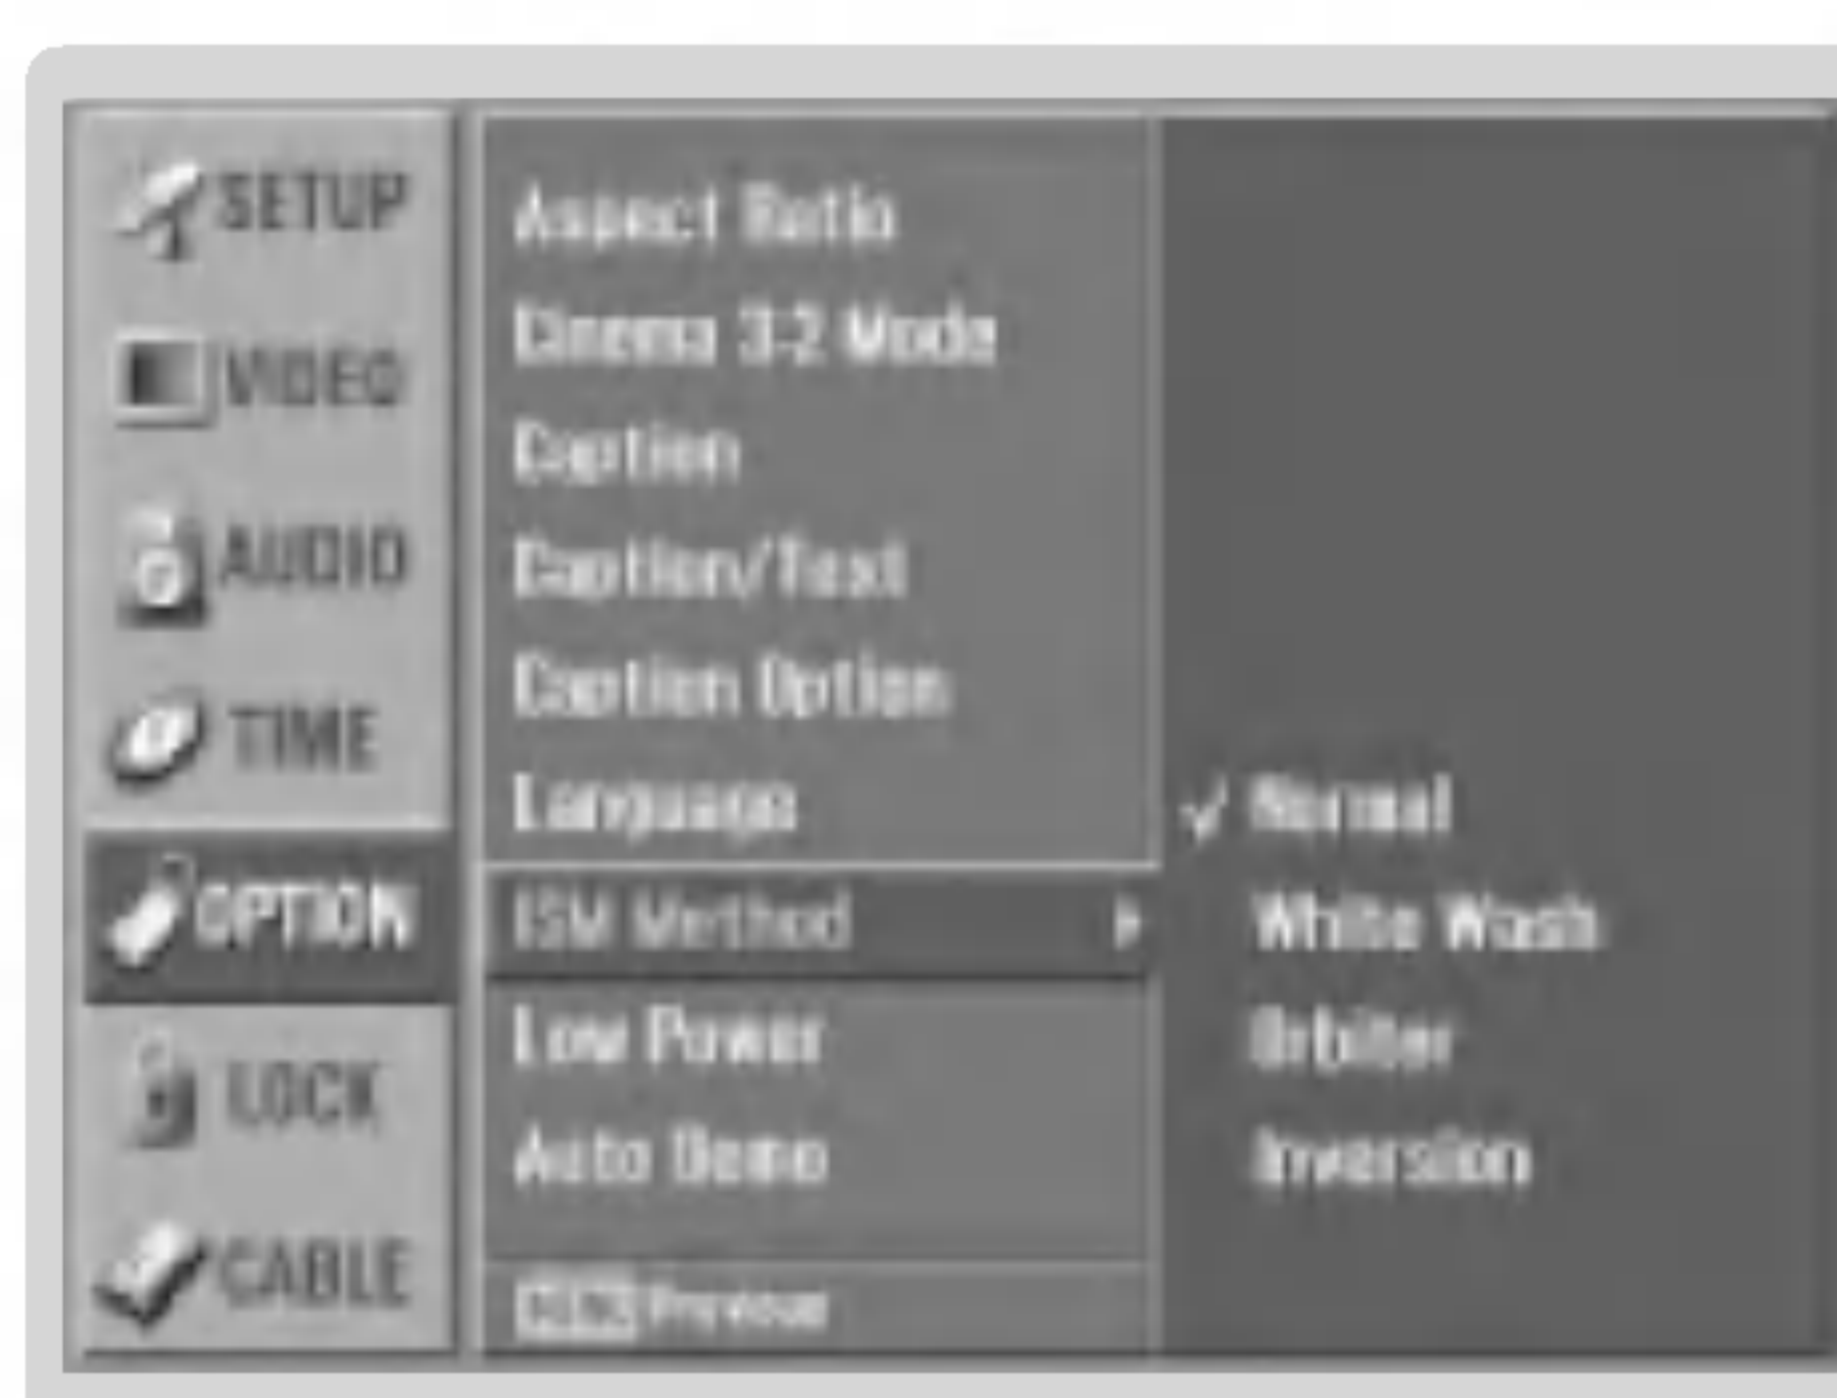 SETUP
VIDEO
AUDIO
TIME
OPTION
LOCK
CABLE
Aspect Ratio
Cinema 3-2 Mode
Caption
Caption/Text
Caption Option
Language
ISM Method
Low Power
Auto Demo
Previous
Normal
White Wash
Orbiter
Inversion